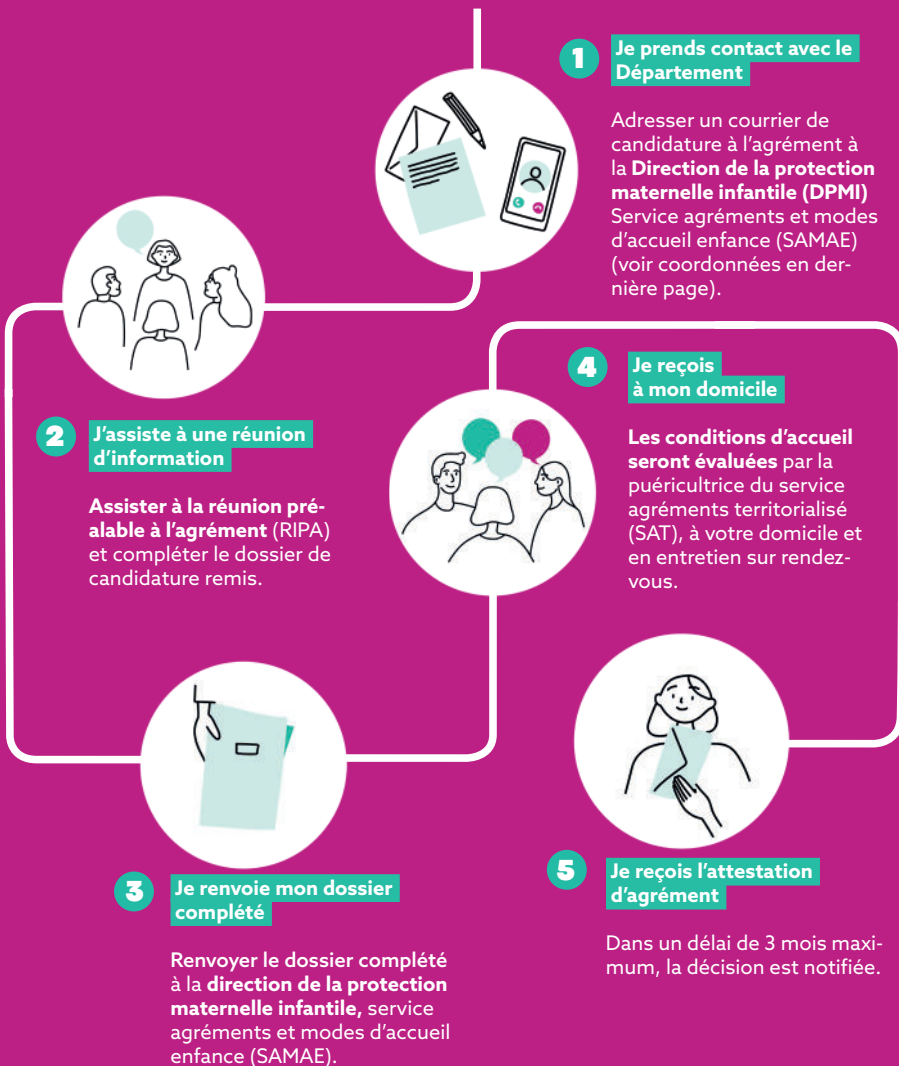 1
Je prends contact avec le
Département
Adresser un courrier de
candidature à l’agrément à
la Direction de la protection
maternelle infantile (DPMI)
Service agréments et modes
d’accueil enfance (SAMAE)
(voir coordonnées en der-
nière page).
2
J’assiste à une réunion
d’information
Assister à la réunion pré-
alable à l’agrément (RIPA)
et compléter le dossier de
candidature remis.
3
Je renvoie mon dossier
complété
Renvoyer le dossier complété
à la direction de la protection
maternelle infantile, service
agréments et modes d’accueil
enfance (SAMAE).
4
Je reçois
à mon domicile
Les conditions d’accueil
seront évaluées par la
puéricultrice du service
agréments territorialisé
(SAT), à votre domicile et
en entretien sur rendez-
vous.
5
Je reçois l’attestation
d’agrément
Dans un délai de 3 mois maxi-
mum, la décision est notifiée.